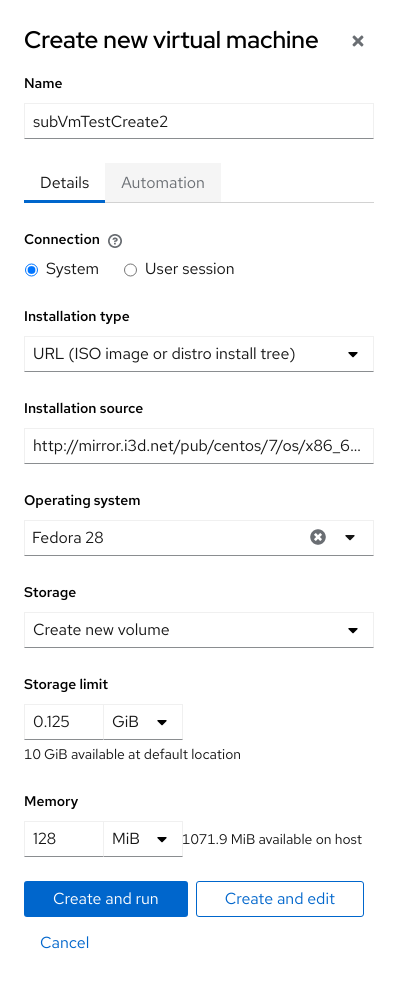 Create new virtual machine
Name
subVmTestCreate2
Details Automation
Connection
System User session
Installation type
URL (ISO image or distro install tree)
Installation source
http://mirror.i3d.net/pub/centos/7/os/x86_6...
Operating system
Fedora 28
Storage
Create new volume
Storage limit
0.125 GiB
10 GiB available at default location
Memory
128 MiB 1071.9 MiB available on host
Create and run Create and edit
Cancel